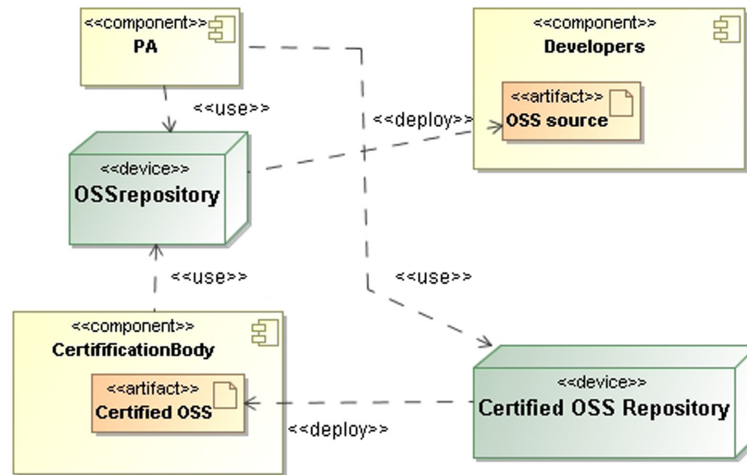 <<component>>
PA
<<component>>
Developers
<<artifact>>
OSS source
<<use>>
<<deploy>>
<<device>>
OSSrepository
<<use>>
<<use>>
<<component>>
CertifificationBody
<<artifact>>
Certified OSS
<<deploy>>
<<device>>
Certified OSS Repository